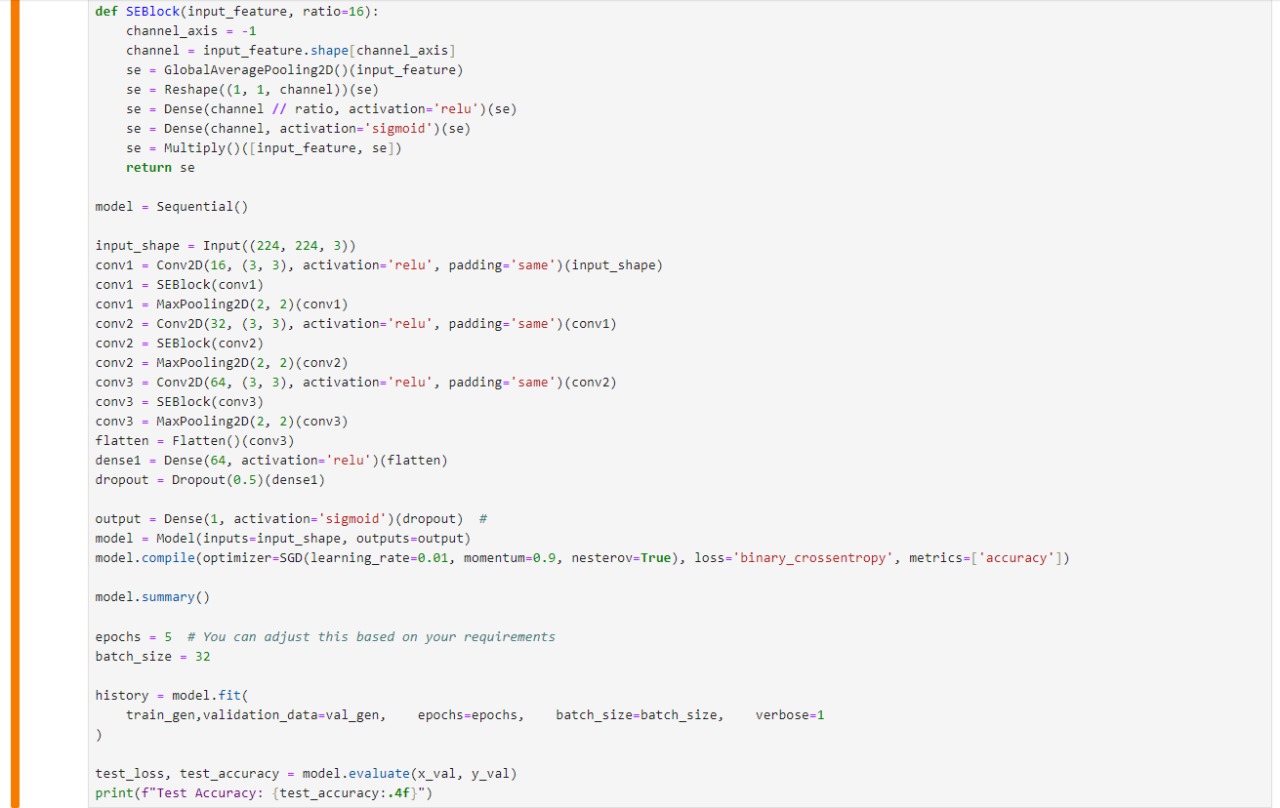 def SEBlock(input_feature, ratio=16):
    channel_axis = -1
    channel = input_feature.shape[channel_axis]
    se = GlobalAveragePooling2D()(input_feature)
    se = Reshape((1, 1, channel))(se)
    se = Dense(channel // ratio, activation='relu')(se)
    se = Dense(channel, activation='sigmoid')(se)
    se = Multiply()([input_feature, se])
    return se

model = Sequential()

input_shape = Input((224, 224, 3))
conv1 = Conv2D(16, (3, 3), activation='relu', padding='same')(input_shape)
conv1 = SEBlock(conv1)
conv1 = MaxPooling2D(2, 2)(conv1)
conv2 = Conv2D(32, (3, 3), activation='relu', padding='same')(conv1)
conv2 = SEBlock(conv2)
conv2 = MaxPooling2D(2, 2)(conv2)
conv3 = Conv2D(64, (3, 3), activation='relu', padding='same')(conv2)
conv3 = SEBlock(conv3)
conv3 = MaxPooling2D(2, 2)(conv3)
flatten = Flatten()(conv3)
dense1 = Dense(64, activation='relu')(flatten)
dropout = Dropout(0.5)(dense1)

output = Dense(1, activation='sigmoid')(dropout)  #
model = Model(inputs=input_shape, outputs=output)
model.compile(optimizer=SGD(learning_rate=0.01, momentum=0.9, nesterov=True), loss='binary_crossentropy', metrics=['accuracy'])

model.summary()

epochs = 5  # You can adjust this based on your requirements
batch_size = 32

history = model.fit(
    train_gen,validation_data=val_gen,    epochs=epochs,    batch_size=batch_size,    verbose=1
)

test_loss, test_accuracy = model.evaluate(x_val, y_val)
print(f"Test Accuracy: {test_accuracy:.4f}")